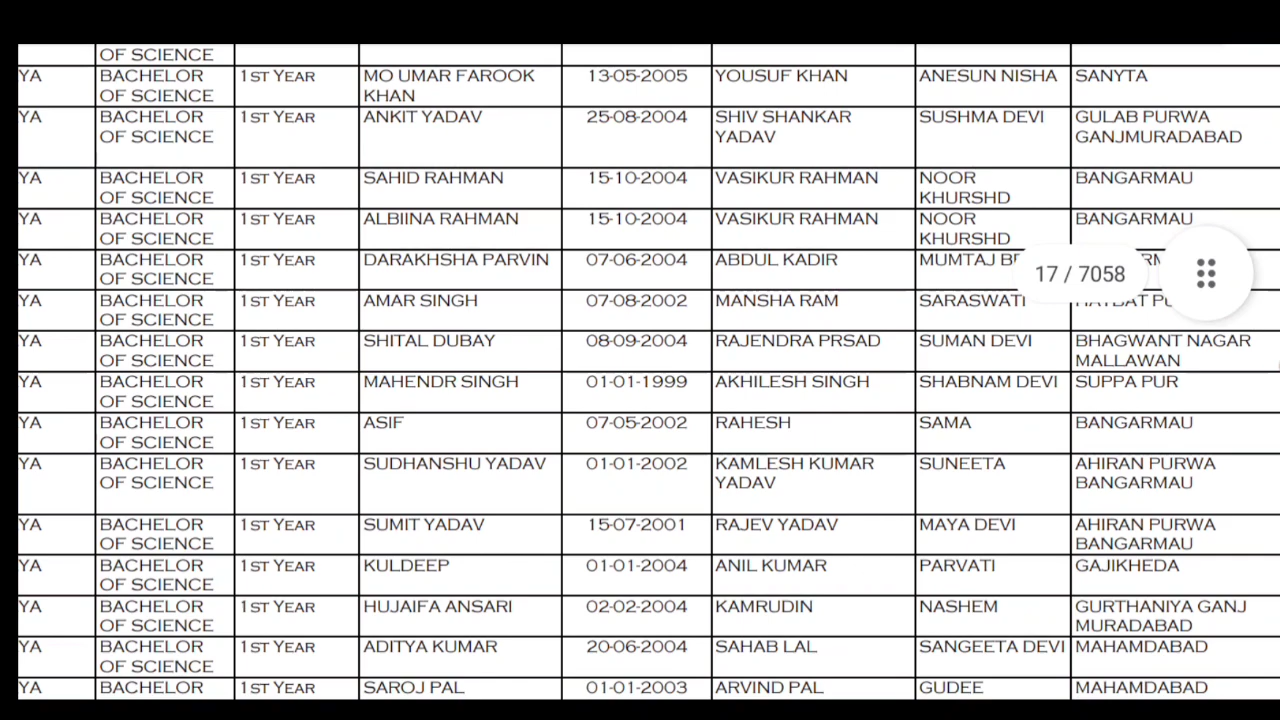 OF SCIENCE
YA BACHELOR 1ST YEAR MO UMAR FAROOK 13-05-2005 YOUSUF KHAN ANESUN NISHA SANYTA
OF SCIENCE KHAN
YA BACHELOR 1ST YEAR ANKIT YADAV 25-08-2004 SHIV SHANKAR SUSHMA DEVI GULAB PURWA
OF SCIENCE YADAV GANJMURADABAD
YA BACHELOR 1ST YEAR SAHID RAHMAN 15-10-2004 VASIKUR RAHMAN NOOR BANGARMAU
OF SCIENCE KHURSHD
YA BACHELOR 1ST YEAR ALBIINA RAHMAN 15-10-2004 VASIKUR RAHMAN NOOR BANGARMAU
OF SCIENCE KHURSHD
YA BACHELOR 1ST YEAR DARAKHSHA PARVIN 07-06-2004 ABDUL KADIR MUMTAJ
OF SCIENCE
17 / 7058
YA BACHELOR 1ST YEAR AMAR SINGH 07-08-2002 MANSHA RAM SARASWATI
OF SCIENCE
YA BACHELOR 1ST YEAR SHITAL DUBAY 08-09-2004 RAJENDRA PRSAD SUMAN DEVI BHAGWANT NAGAR
OF SCIENCE MALLAWAN
YA BACHELOR 1ST YEAR MAHENDR SINGH 01-01-1999 AKHILESH SINGH SHABNAM DEVI SUPPA PUR
OF SCIENCE
YA BACHELOR 1ST YEAR ASIF 07-05-2002 RAHESH SAMA BANGARMAU
OF SCIENCE
YA BACHELOR 1ST YEAR SUDHANSHU YADAV 01-01-2002 KAMLESH KUMAR SUNEETA AHIRAN PURWA
OF SCIENCE YADAV BANGARMAU
YA BACHELOR 1ST YEAR SUMIT YADAV 15-07-2001 RAJEV YADAV MAYA DEVI AHIRAN PURWA
OF SCIENCE BANGARMAU
YA BACHELOR 1ST YEAR KULDEEP 01-01-2004 ANIL KUMAR PARVATI GAJIKHEDA
OF SCIENCE
YA BACHELOR 1ST YEAR HUJAIFA ANSARI 02-02-2004 KAMRUDIN NASHEM GURTHANIYA GANJ
OF SCIENCE MURADABAD
YA BACHELOR 1ST YEAR ADITYA KUMAR 20-06-2004 SAHAB LAL SANGEETA DEVI MAHAMDABAD
OF SCIENCE
YA BACHELOR 1ST YEAR SAROJ PAL 01-01-2003 ARVIND PAL GUDEE MAHAMDABAD